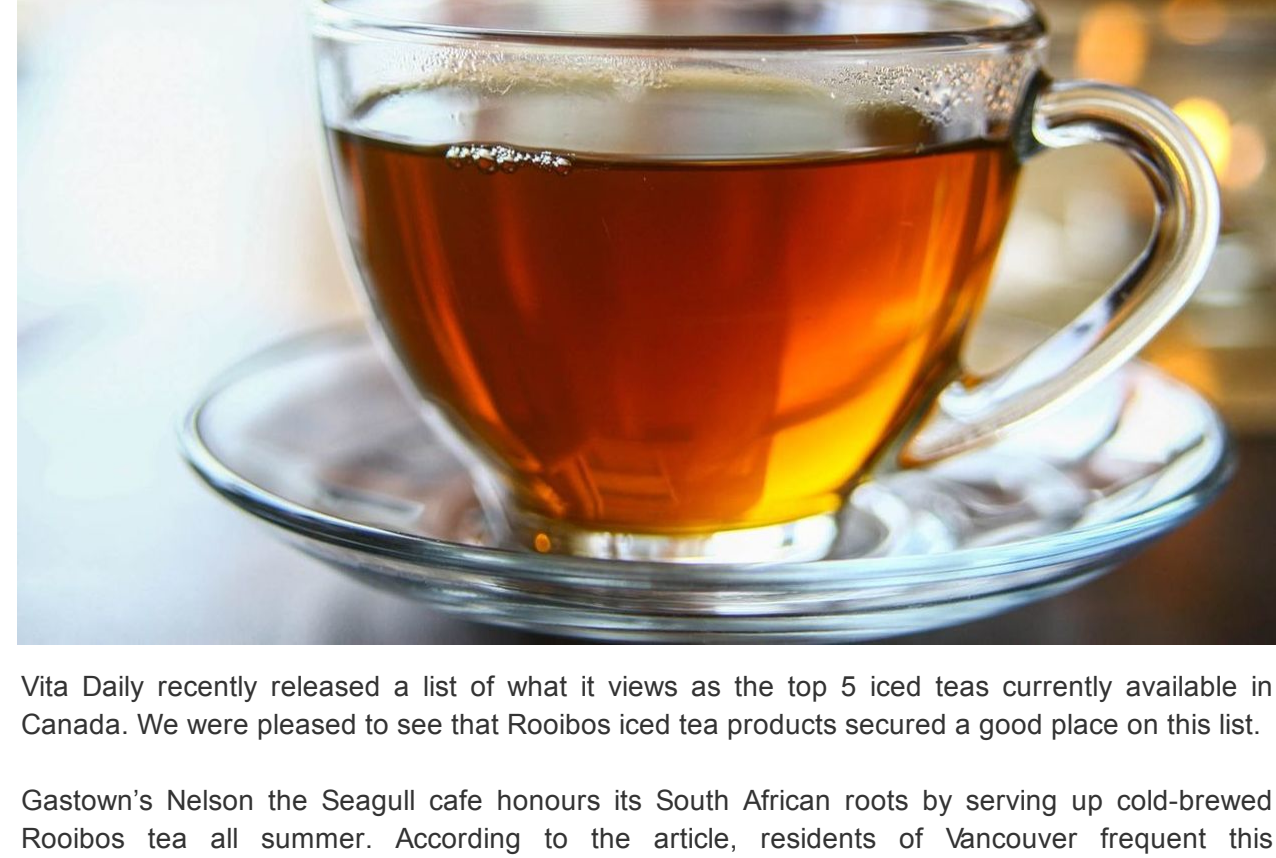 Vita Daily recently released a list of what it views as the top 5 iced teas currently available in
Canada. We were pleased to see that Rooibos iced tea products secured a good place on this list.
Gastown’s Nelson the Seagull cafe honours its South African roots by serving up cold-brewed
Rooibos tea all summer. According to the article, residents of Vancouver frequent this